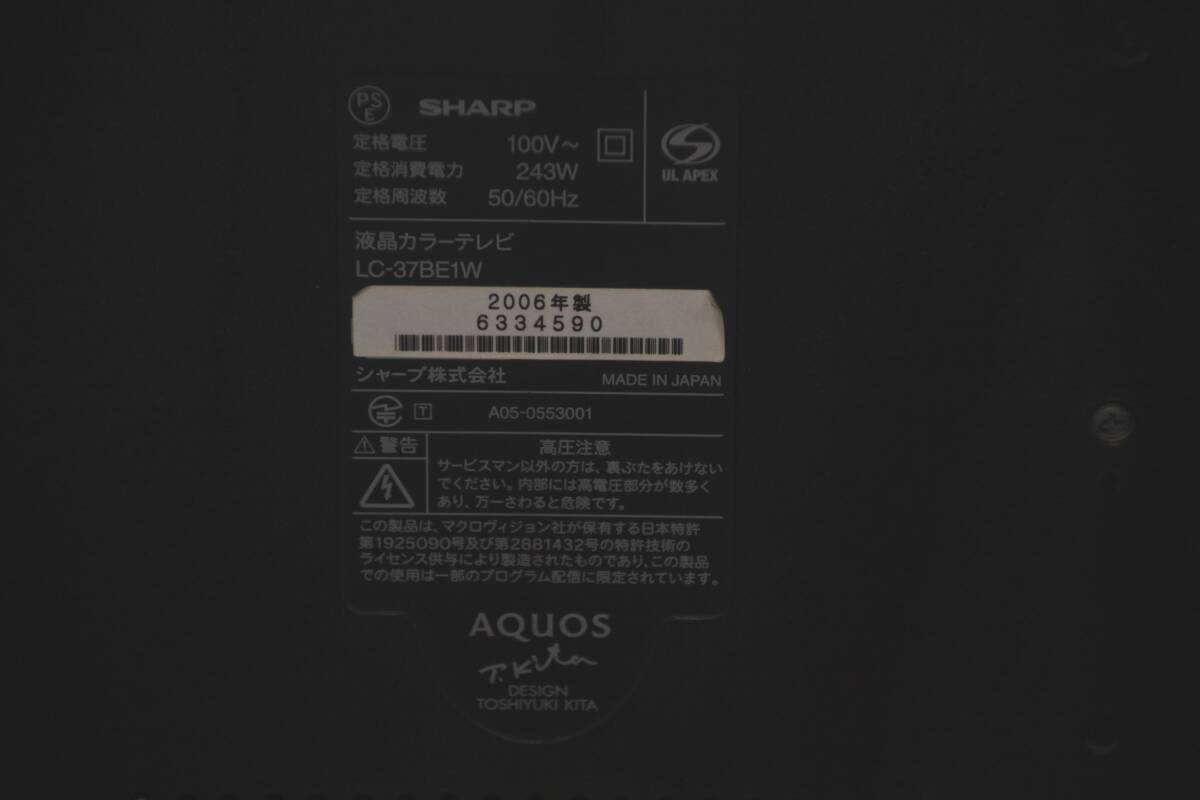 PS
E
SHARP
定格電圧 100V～
定格消費電力 243W
定格周波数 50/60Hz
UL APEX
液晶カラーテレビ
LC-37BE1W
2006年製
6334590
シャープ株式会社 MADE IN JAPAN
T A05-0553001
警告
高圧注意
サービスマン以外の方は、裏ぶたをあけない
でください。内部には高電圧部分が数多く
あり、万一さわると危険です。
この製品は、マクロヴィジョン社が保有する日本特許
第1925090号及び第2881432号の特許技術の
ライセンス供与により製造されたものであり、この製品
での使用は一部のプログラム配信に限定されています。
AQUOS
T.Kita
DESIGN
TOSHIYUKI KITA